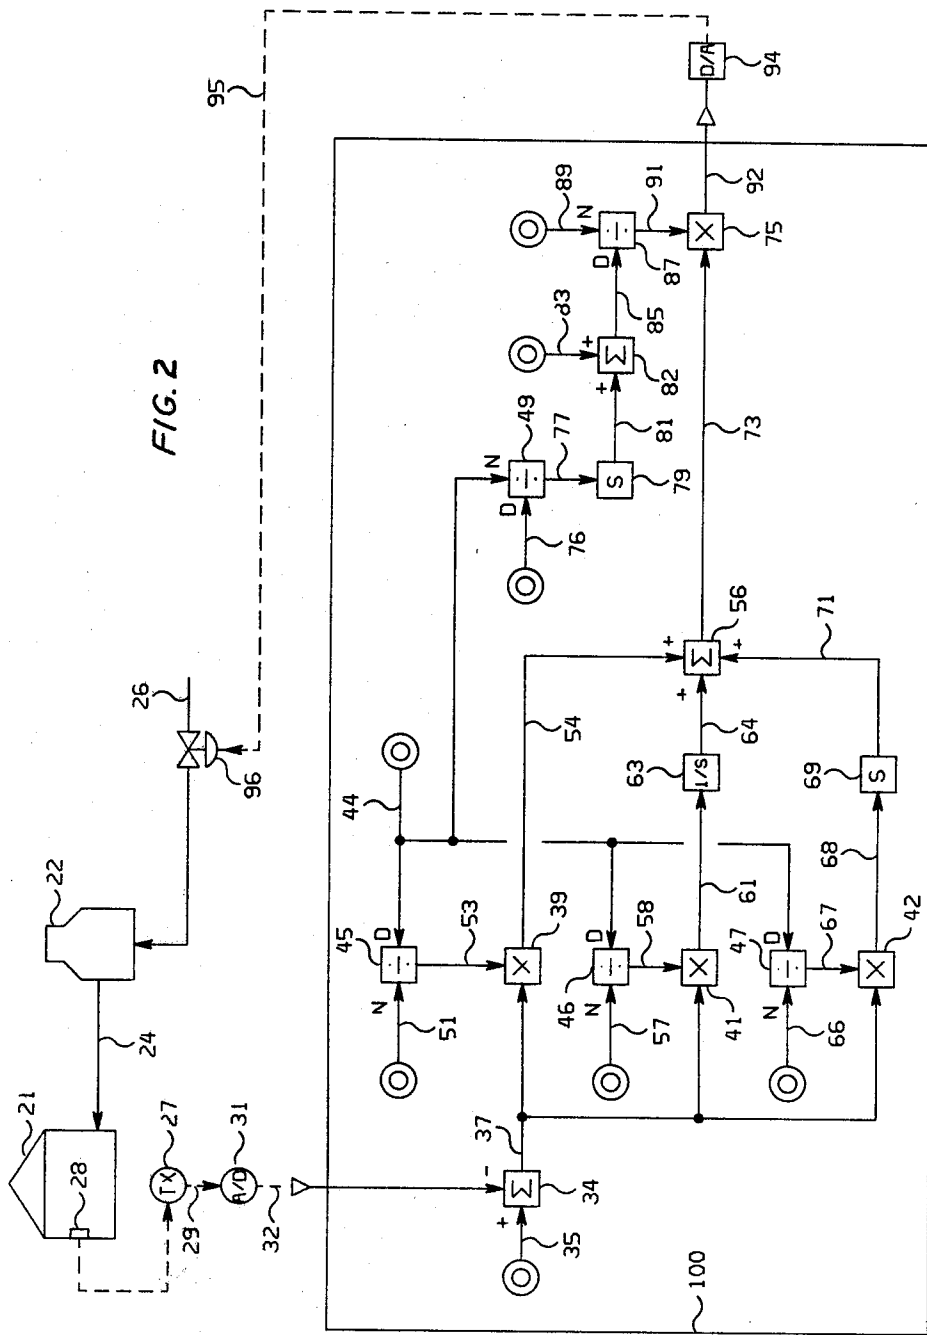 FIG. 2
21
22
24
26
96
95
28
27
TX
29
31
A/D
32
100
35
+
-
Σ
34
37
44
N
D
45
÷
51
53
X
39
54
N
D
46
÷
57
58
X
41
61
1/S
63
64
N
D
47
÷
66
67
X
42
68
S
69
71
+
+
+
Σ
56
73
D
N
÷
49
76
77
S
79
81
+
+
Σ
82
83
85
D
N
÷
87
89
91
X
75
92
D/A
94